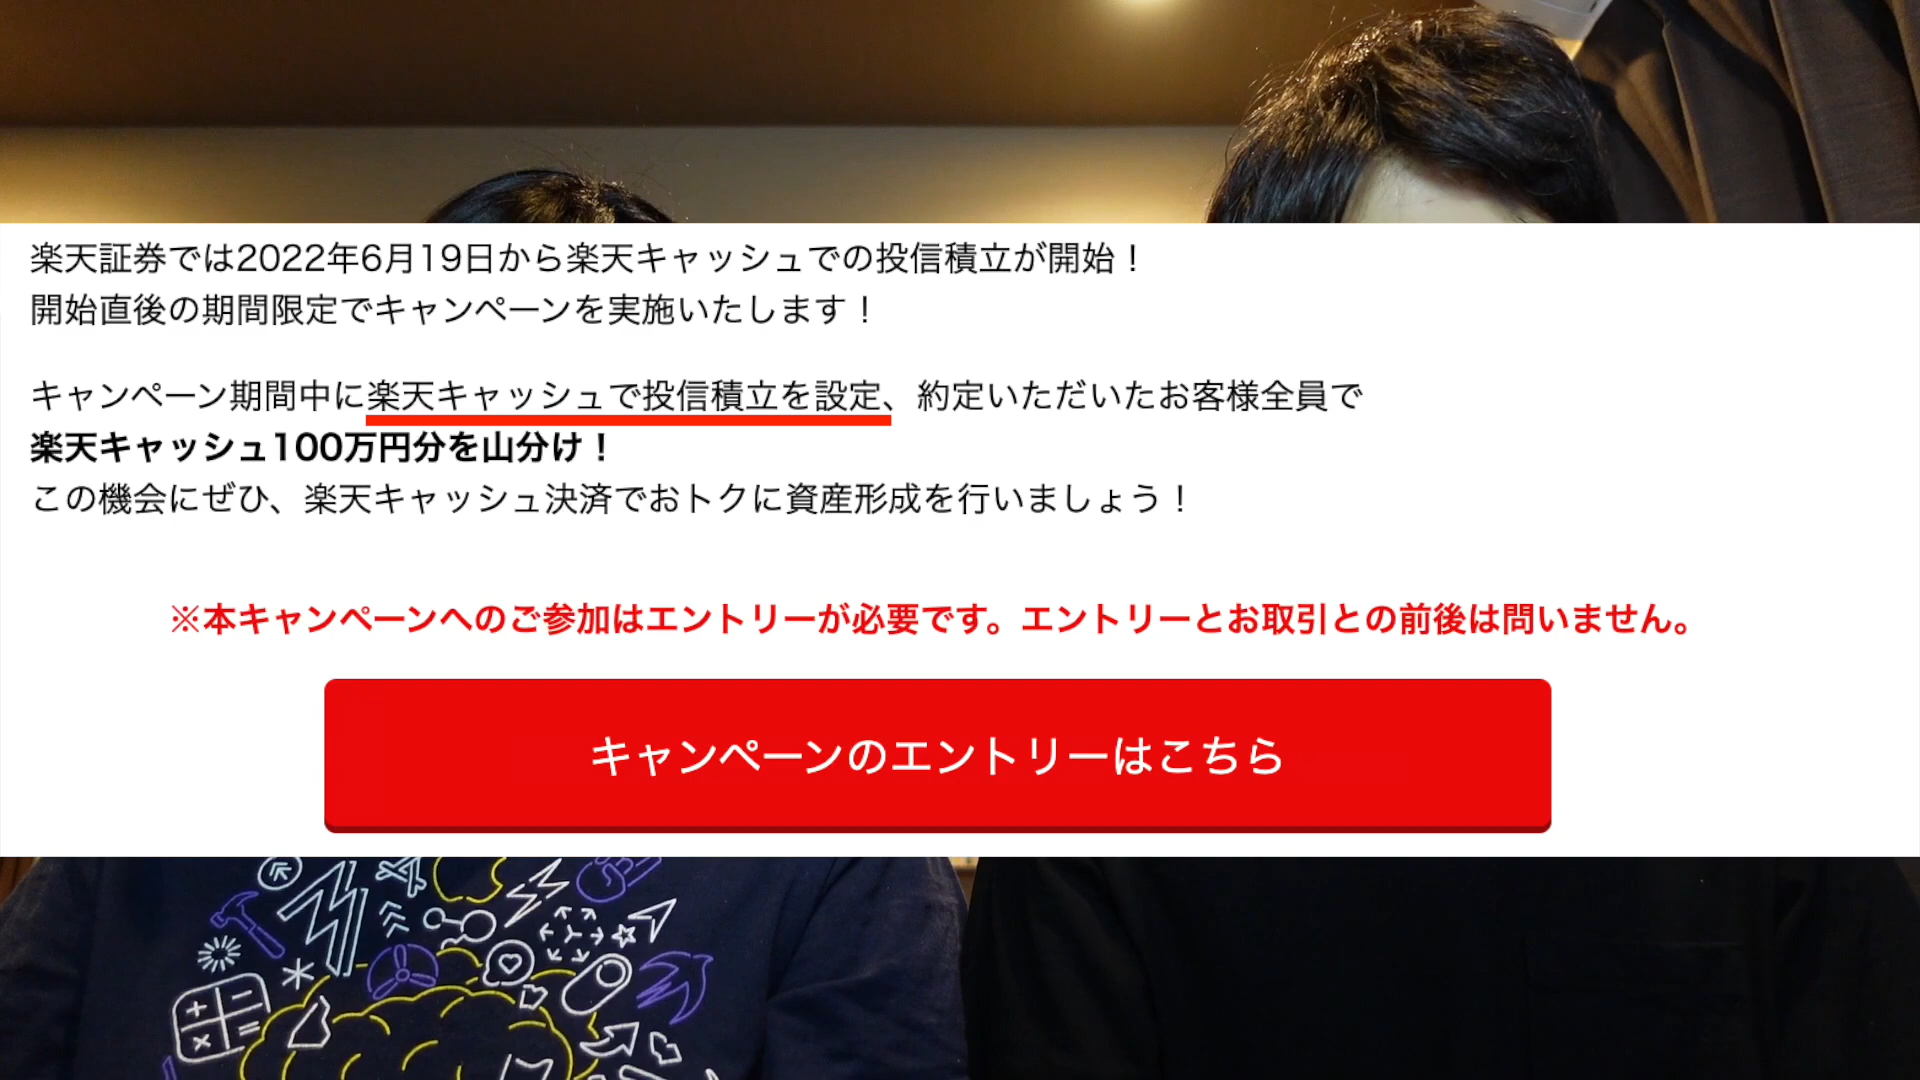 楽天証券では2022年6月19日から楽天キャッシュでの投信積立が開始！
開始直後の期間限定でキャンペーンを実施いたします！
キャンペーン期間中に楽天キャッシュで投信積立を設定、約定いただいたお客様全員で
楽天キャッシュ100万円分を山分け！
この機会にぜひ、楽天キャッシュ決済でおトクに資産形成を行いましょう！
※本キャンペーンへのご参加はエントリーが必要です。エントリーとお取引との前後は問いません。
キャンペーンのエントリーはこちら